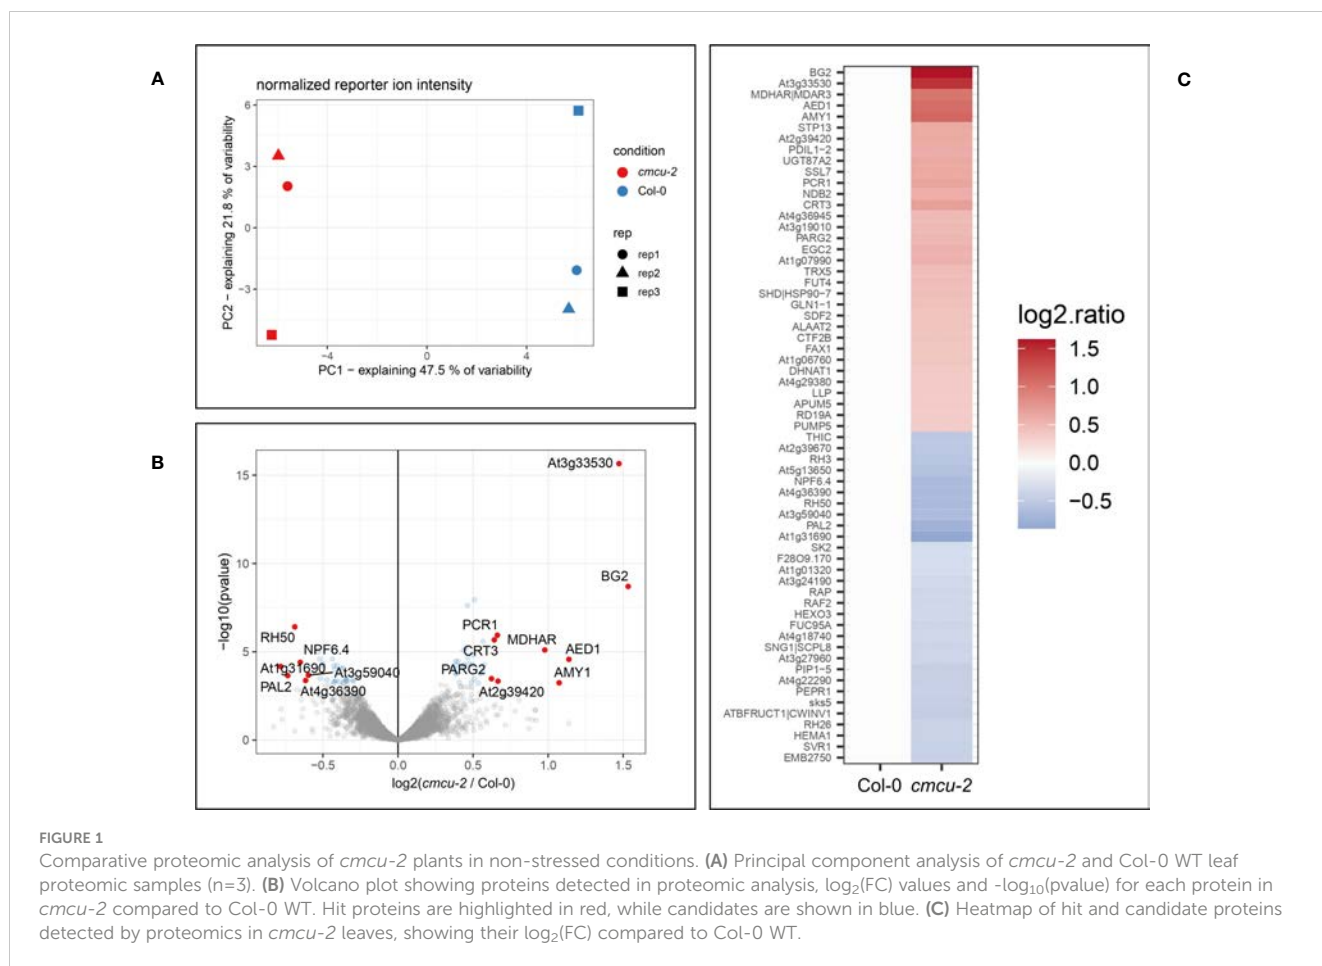 A
normalized reporter ion intensity
6
3
0
−3
−4
0
4
PC2 − explaining 21.8 % of variability
PC1 − explaining 47.5 % of variability
condition
cmcu-2
Col-0
rep
rep1
rep2
rep3
B
15
10
5
0
−0.5
0.0
0.5
1.0
1.5
−log10(pvalue)
log2(cmcu-2 / Col-0)
At3g33530
BG2
PCR1
MDHAR
AED1
CRT3
PARG2
AMY1
At2g39420
RH50
NPF6.4
At1g31690
At3g59040
PAL2
At4g36390
C
BG2
At3g33530
MDHAR|MDAR3
AED1
AMY1
STP13
At2g39420
PDIL1−2
UGT87A2
SSL7
PCR1
NDB2
CRT3
At4g36945
At3g19010
PARG2
EGC2
At1g07990
TRX5
FUT4
SHD|HSP90−7
GLN1−1
SDF2
ALAAT2
CTF2B
FAX1
At1g06760
DHNAT1
At4g29380
LLP
APUM5
RD19A
PUMP5
THIC
At2g39670
RH3
At5g13650
NPF6.4
At4g36390
RH50
At3g59040
PAL2
At1g31690
SK2
F28O9.170
At1g01320
At3g24190
RAP
RAF2
HEXO3
FUC95A
At4g18740
SNG1|SCPL8
At3g27960
PIP1−5
At4g22290
PEPR1
sks5
ATBFRUCT1|CWINV1
RH26
HEMA1
SVR1
EMB2750
Col-0 cmcu-2
log2.ratio
1.5
1.0
0.5
0.0
−0.5
FIGURE 1
Comparative proteomic analysis of cmcu-2 plants in non-stressed conditions. (A) Principal component analysis of cmcu-2 and Col-0 WT leaf
proteomic samples (n=3). (B) Volcano plot showing proteins detected in proteomic analysis, log2(FC) values and -log10(pvalue) for each protein in
cmcu-2 compared to Col-0 WT. Hit proteins are highlighted in red, while candidates are shown in blue. (C) Heatmap of hit and candidate proteins
detected by proteomics in cmcu-2 leaves, showing their log2(FC) compared to Col-0 WT.